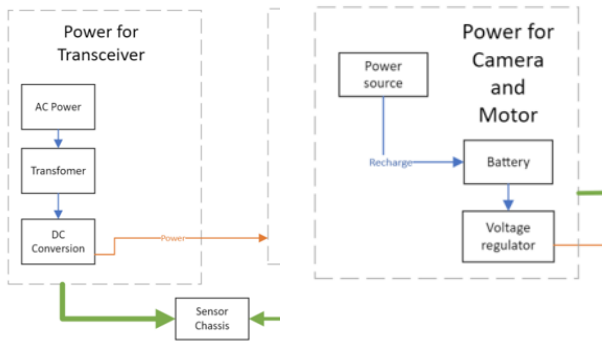 Power for
Transceiver
AC Power
Transfomer
DC
Conversion
Power
Sensor
Chassis
Power for
Camera
and
Motor
Power
source
Recharge
Battery
Voltage
regulator